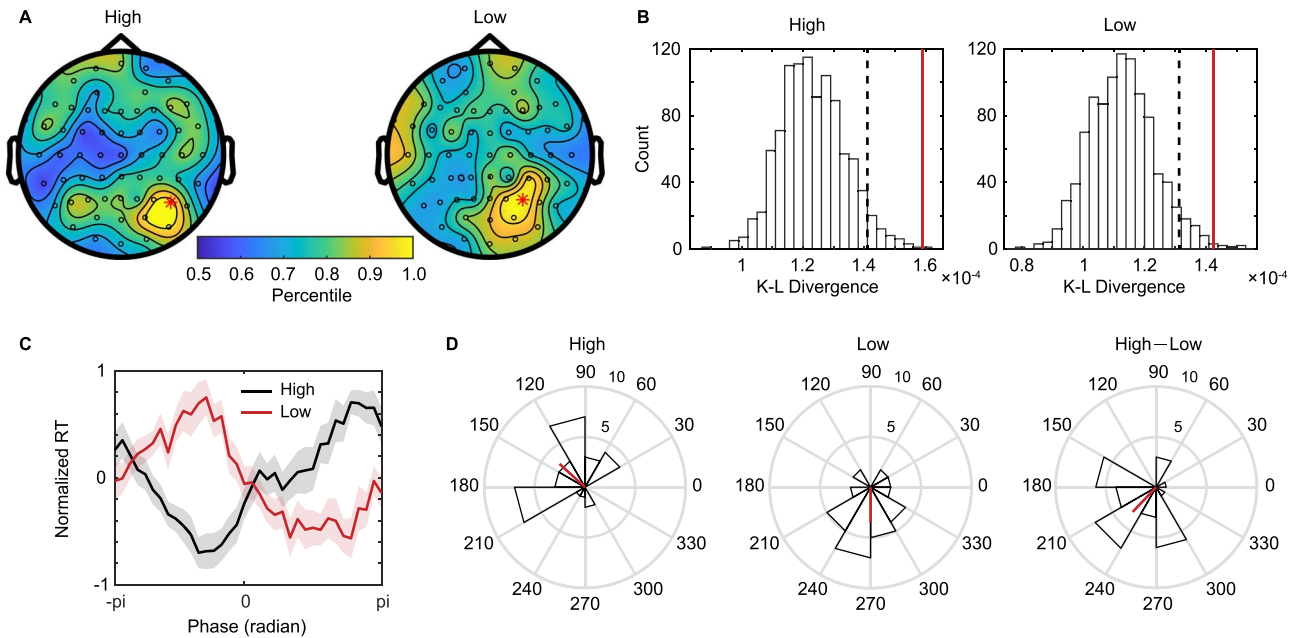 A
High
Low
0.5 0.6 0.7 0.8 0.9 1.0
Percentile
B
High
Low
120
80
40
0
Count
1 1.2 1.4 1.6
×10⁻⁴
K-L Divergence
120
80
40
0
0.8 1 1.2 1.4
×10⁻⁴
K-L Divergence
C
1
0
-1
Normalized RT
High
Low
-pi 0 pi
Phase (radian)
D
High
90
120 10 60
150 5 30
180 0
210 330
240 300
270
Low
90
120 10 60
150 5 30
180 0
210 330
240 300
270
High—Low
90
120 10 60
150 5 30
180 0
210 330
240 300
270